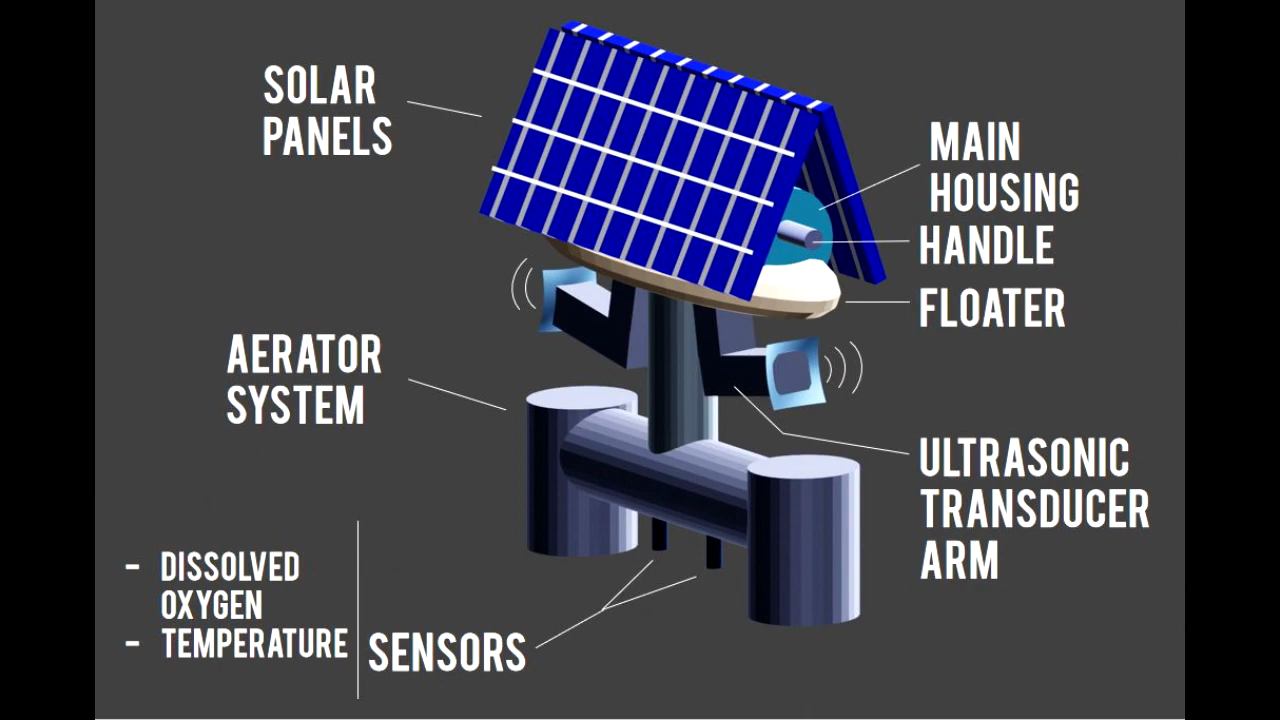 SOLAR
PANELS
MAIN
HOUSING
HANDLE
FLOATER
AERATOR
SYSTEM
ULTRASONIC
TRANSDUCER
ARM
- DISSOLVED
OXYGEN
- TEMPERATURE
SENSORS